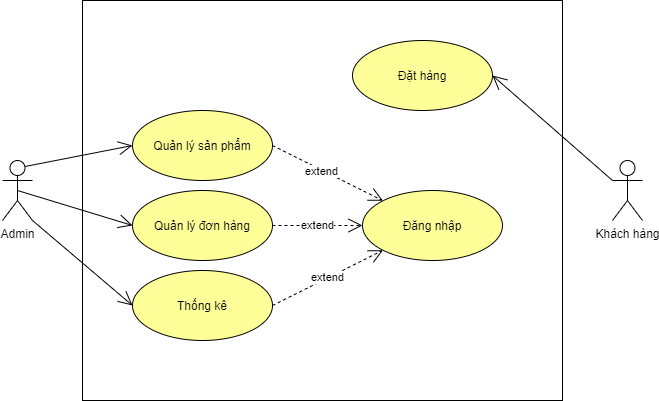 Đặt hàng
Quản lý sản phẩm
extend
Admin
Quản lý đơn hàng
extend
Đăng nhập
Khách hàng
extend
Thống kê